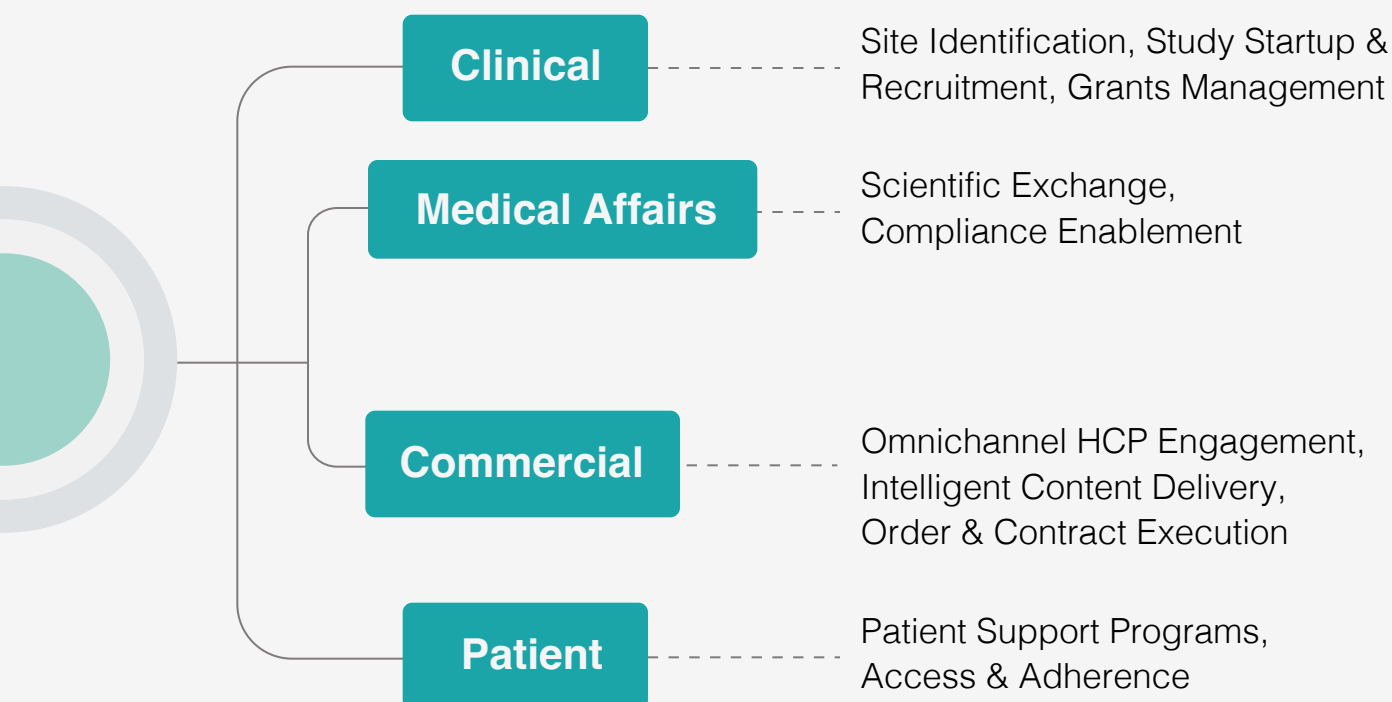 Clinical
Site Identification, Study Startup &
Recruitment, Grants Management
Medical Affairs
Scientific Exchange,
Compliance Enablement
Commercial
Omnichannel HCP Engagement,
Intelligent Content Delivery,
Order & Contract Execution
Patient
Patient Support Programs,
Access & Adherence